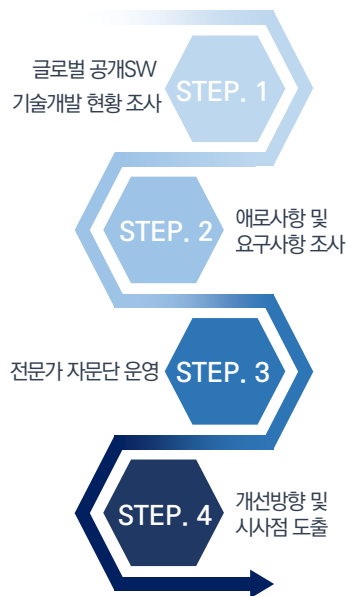 글로벌 공개SW
기술개발 현황 조사
STEP. 1
STEP. 2
애로사항 및
요구사항 조사
전문가 자문단 운영
STEP. 3
STEP. 4
개선방향 및
시사점 도출